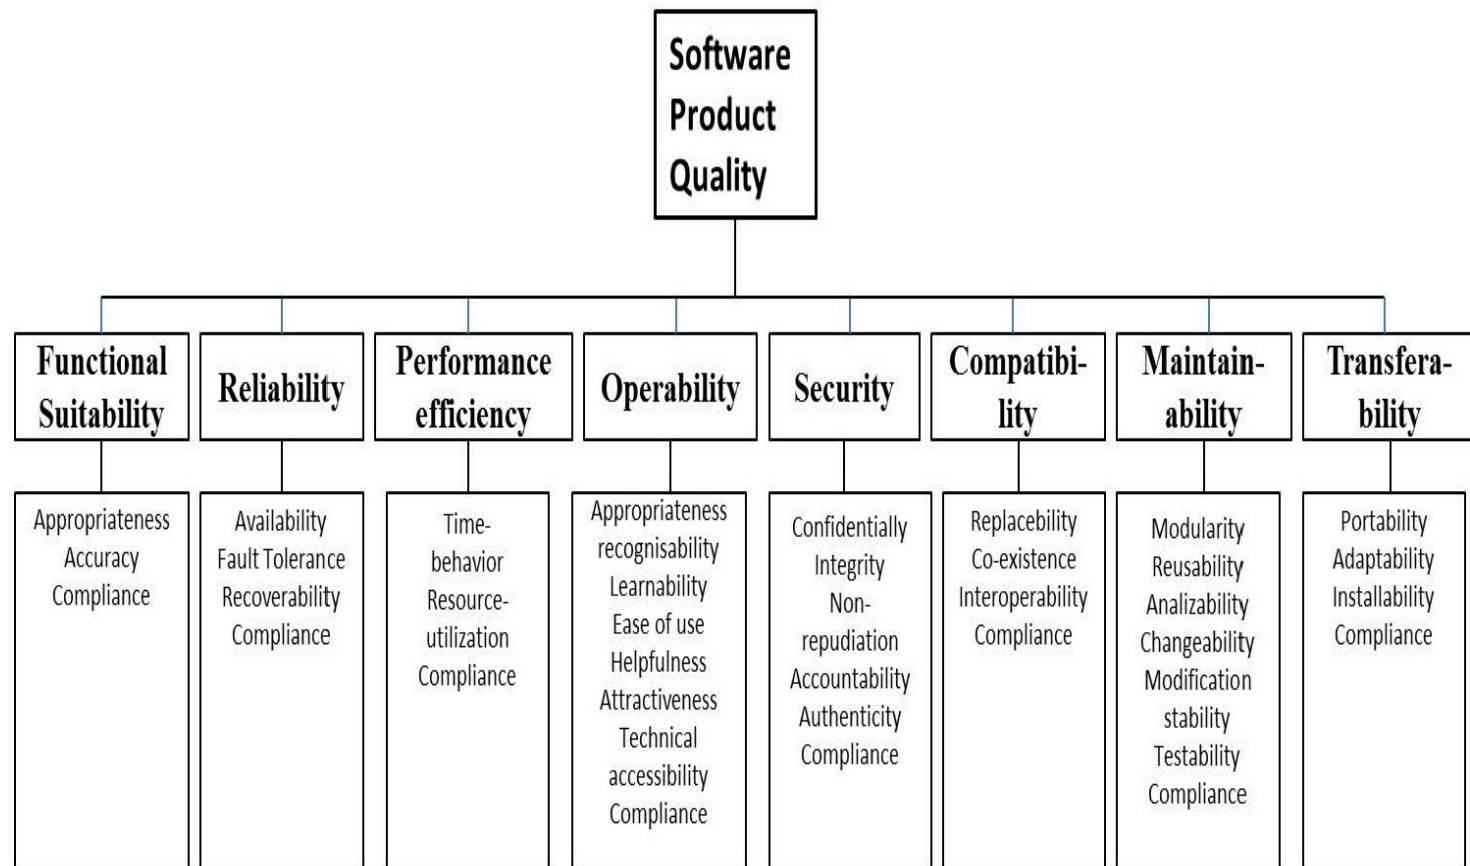 Software
Product
Quality
Functional
Suitability
Reliability
Performance
efficiency
Operability
Security
Compatibi-
lity
Maintain-
ability
Transfera-
bility
Appropriateness
Accuracy
Compliance
Availability
Fault Tolerance
Recoverability
Compliance
Time-
behavior
Resource-
utilization
Compliance
Appropriateness
recognisability
Learnability
Ease of use
Helpfulness
Attractiveness
Technical
accessibility
Compliance
Confidentially
Integrity
Non-
repudiation
Accountability
Authenticity
Compliance
Replacebility
Co-existence
Interoperability
Compliance
Modularity
Reusability
Analizability
Changeability
Modification
stability
Testability
Compliance
Portability
Adaptability
Installability
Compliance